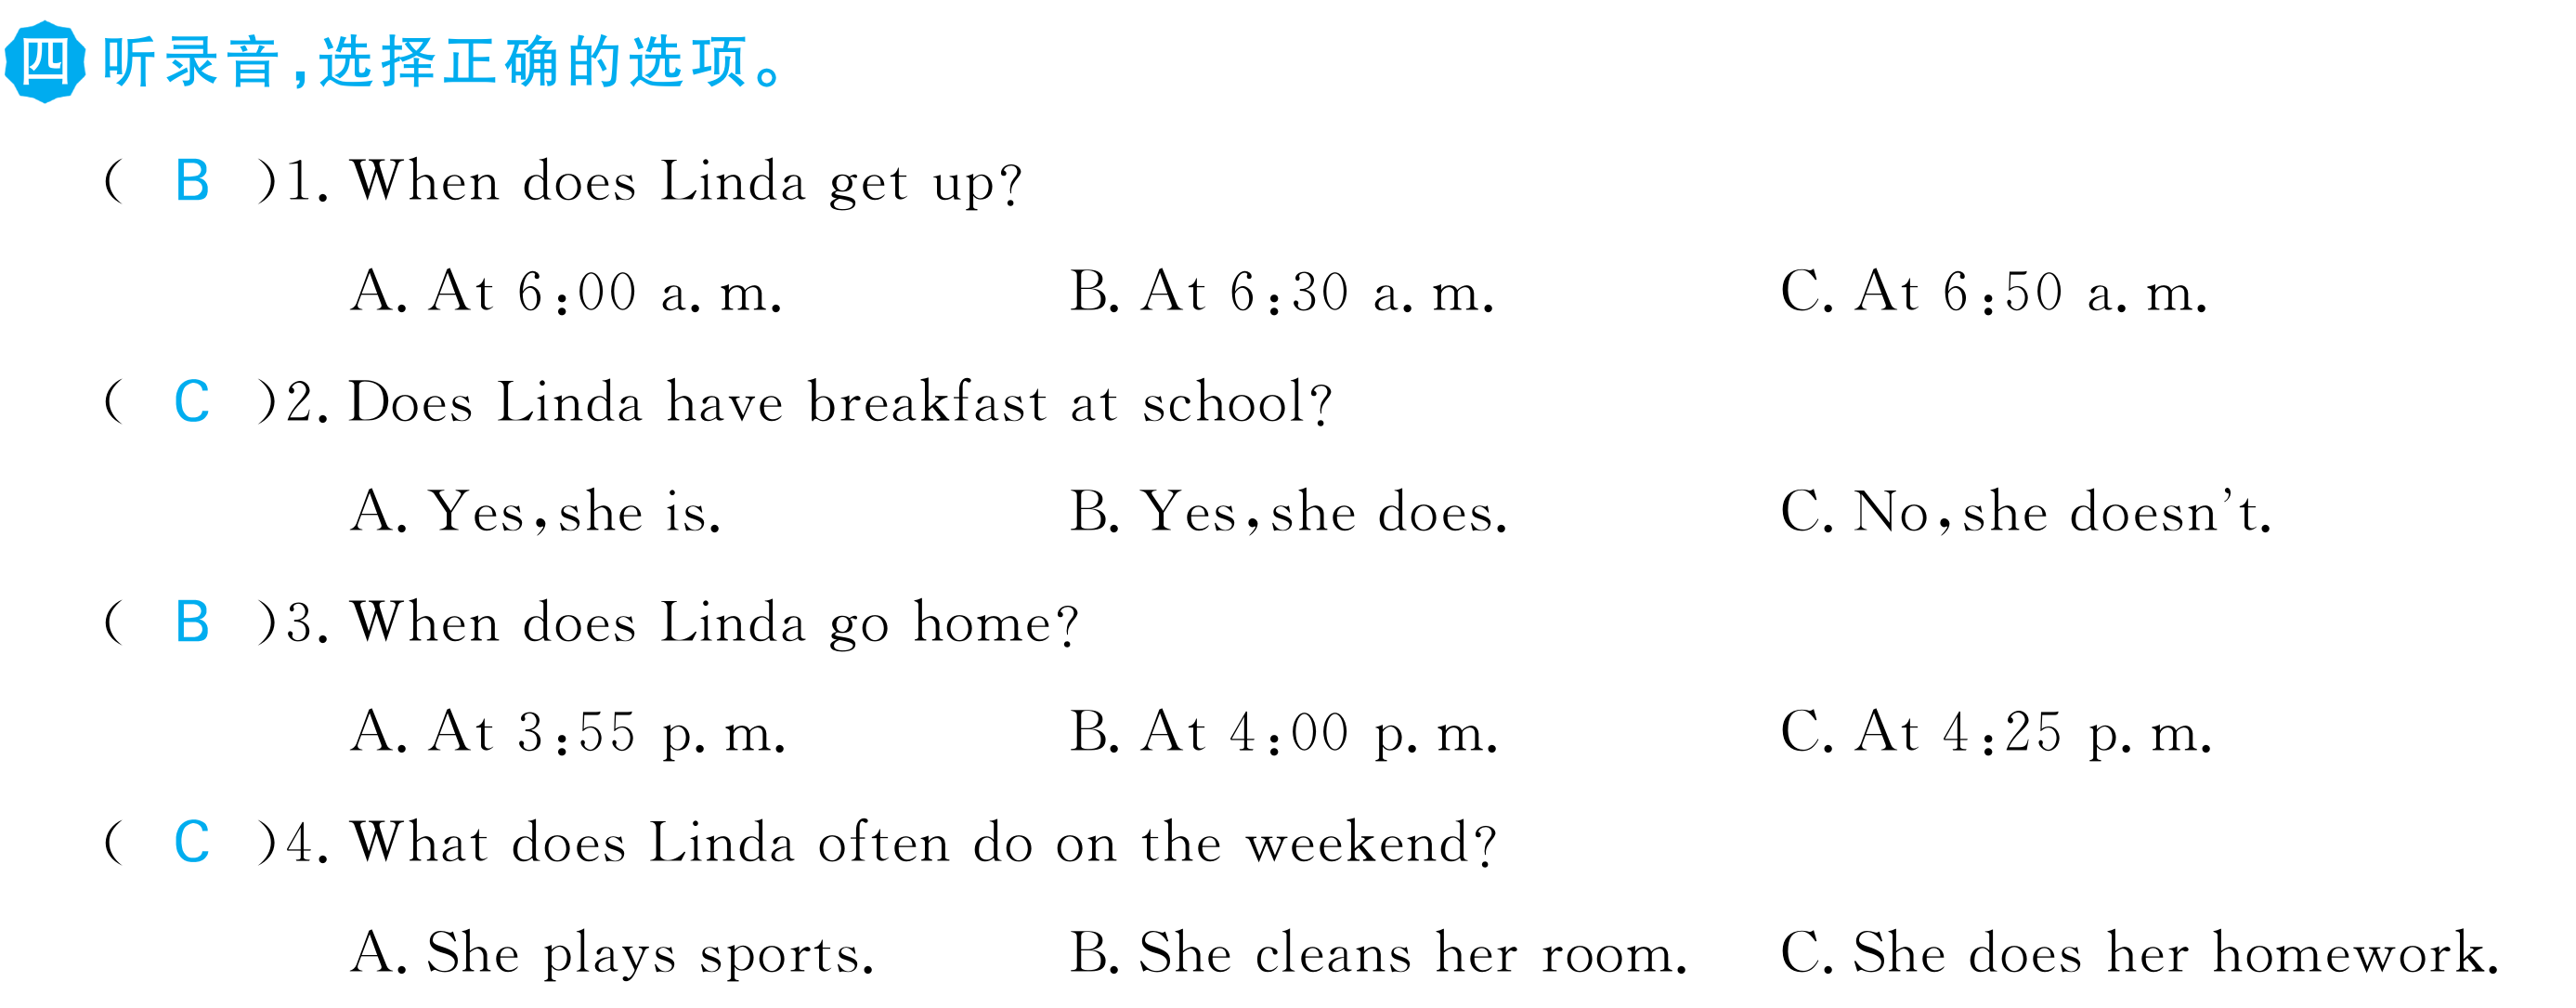 四 听录音,选择正确的选项。
( B )1. When does Linda get up?
A. At 6:00 a. m. B. At 6:30 a. m. C. At 6:50 a. m.
( C )2. Does Linda have breakfast at school?
A. Yes,she is. B. Yes,she does. C. No,she doesn't.
( B )3. When does Linda go home?
A. At 3:55 p. m. B. At 4:00 p. m. C. At 4:25 p. m.
( C )4. What does Linda often do on the weekend?
A. She plays sports. B. She cleans her room. C. She does her homework.